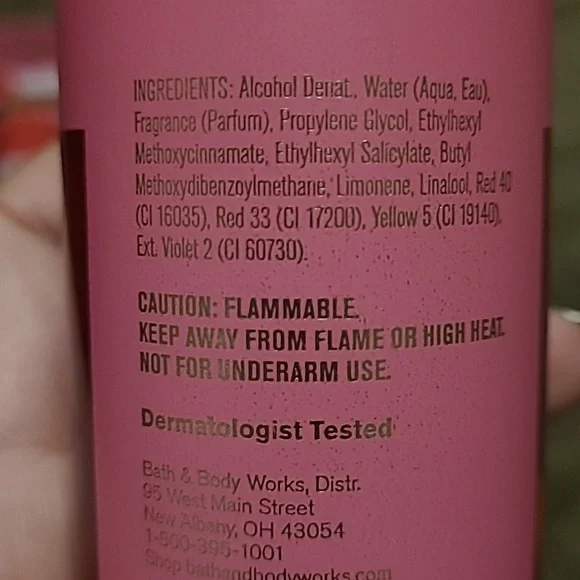 INGREDIENTS: Alcohol Denat., Water (Aqua, Eau),
Fragrance (Parfum), Propylene Glycol, Ethylhexyl
Methoxycinnamate, Ethylhexyl Salicylate, Butyl
Methoxydibenzoylmethane, Limonene, Linalool, Red 40
(CI 16035), Red 33 (CI 17200), Yellow 5 (CI 19140),
Ext. Violet 2 (CI 60730).
CAUTION: FLAMMABLE.
KEEP AWAY FROM FLAME OR HIGH HEAT.
NOT FOR UNDERARM USE.
Dermatologist Tested
Bath & Body Works, Distr.
95 West Main Street
New Albany, OH 43054
1-800-395-1001
Shop bathandbodyworks.com